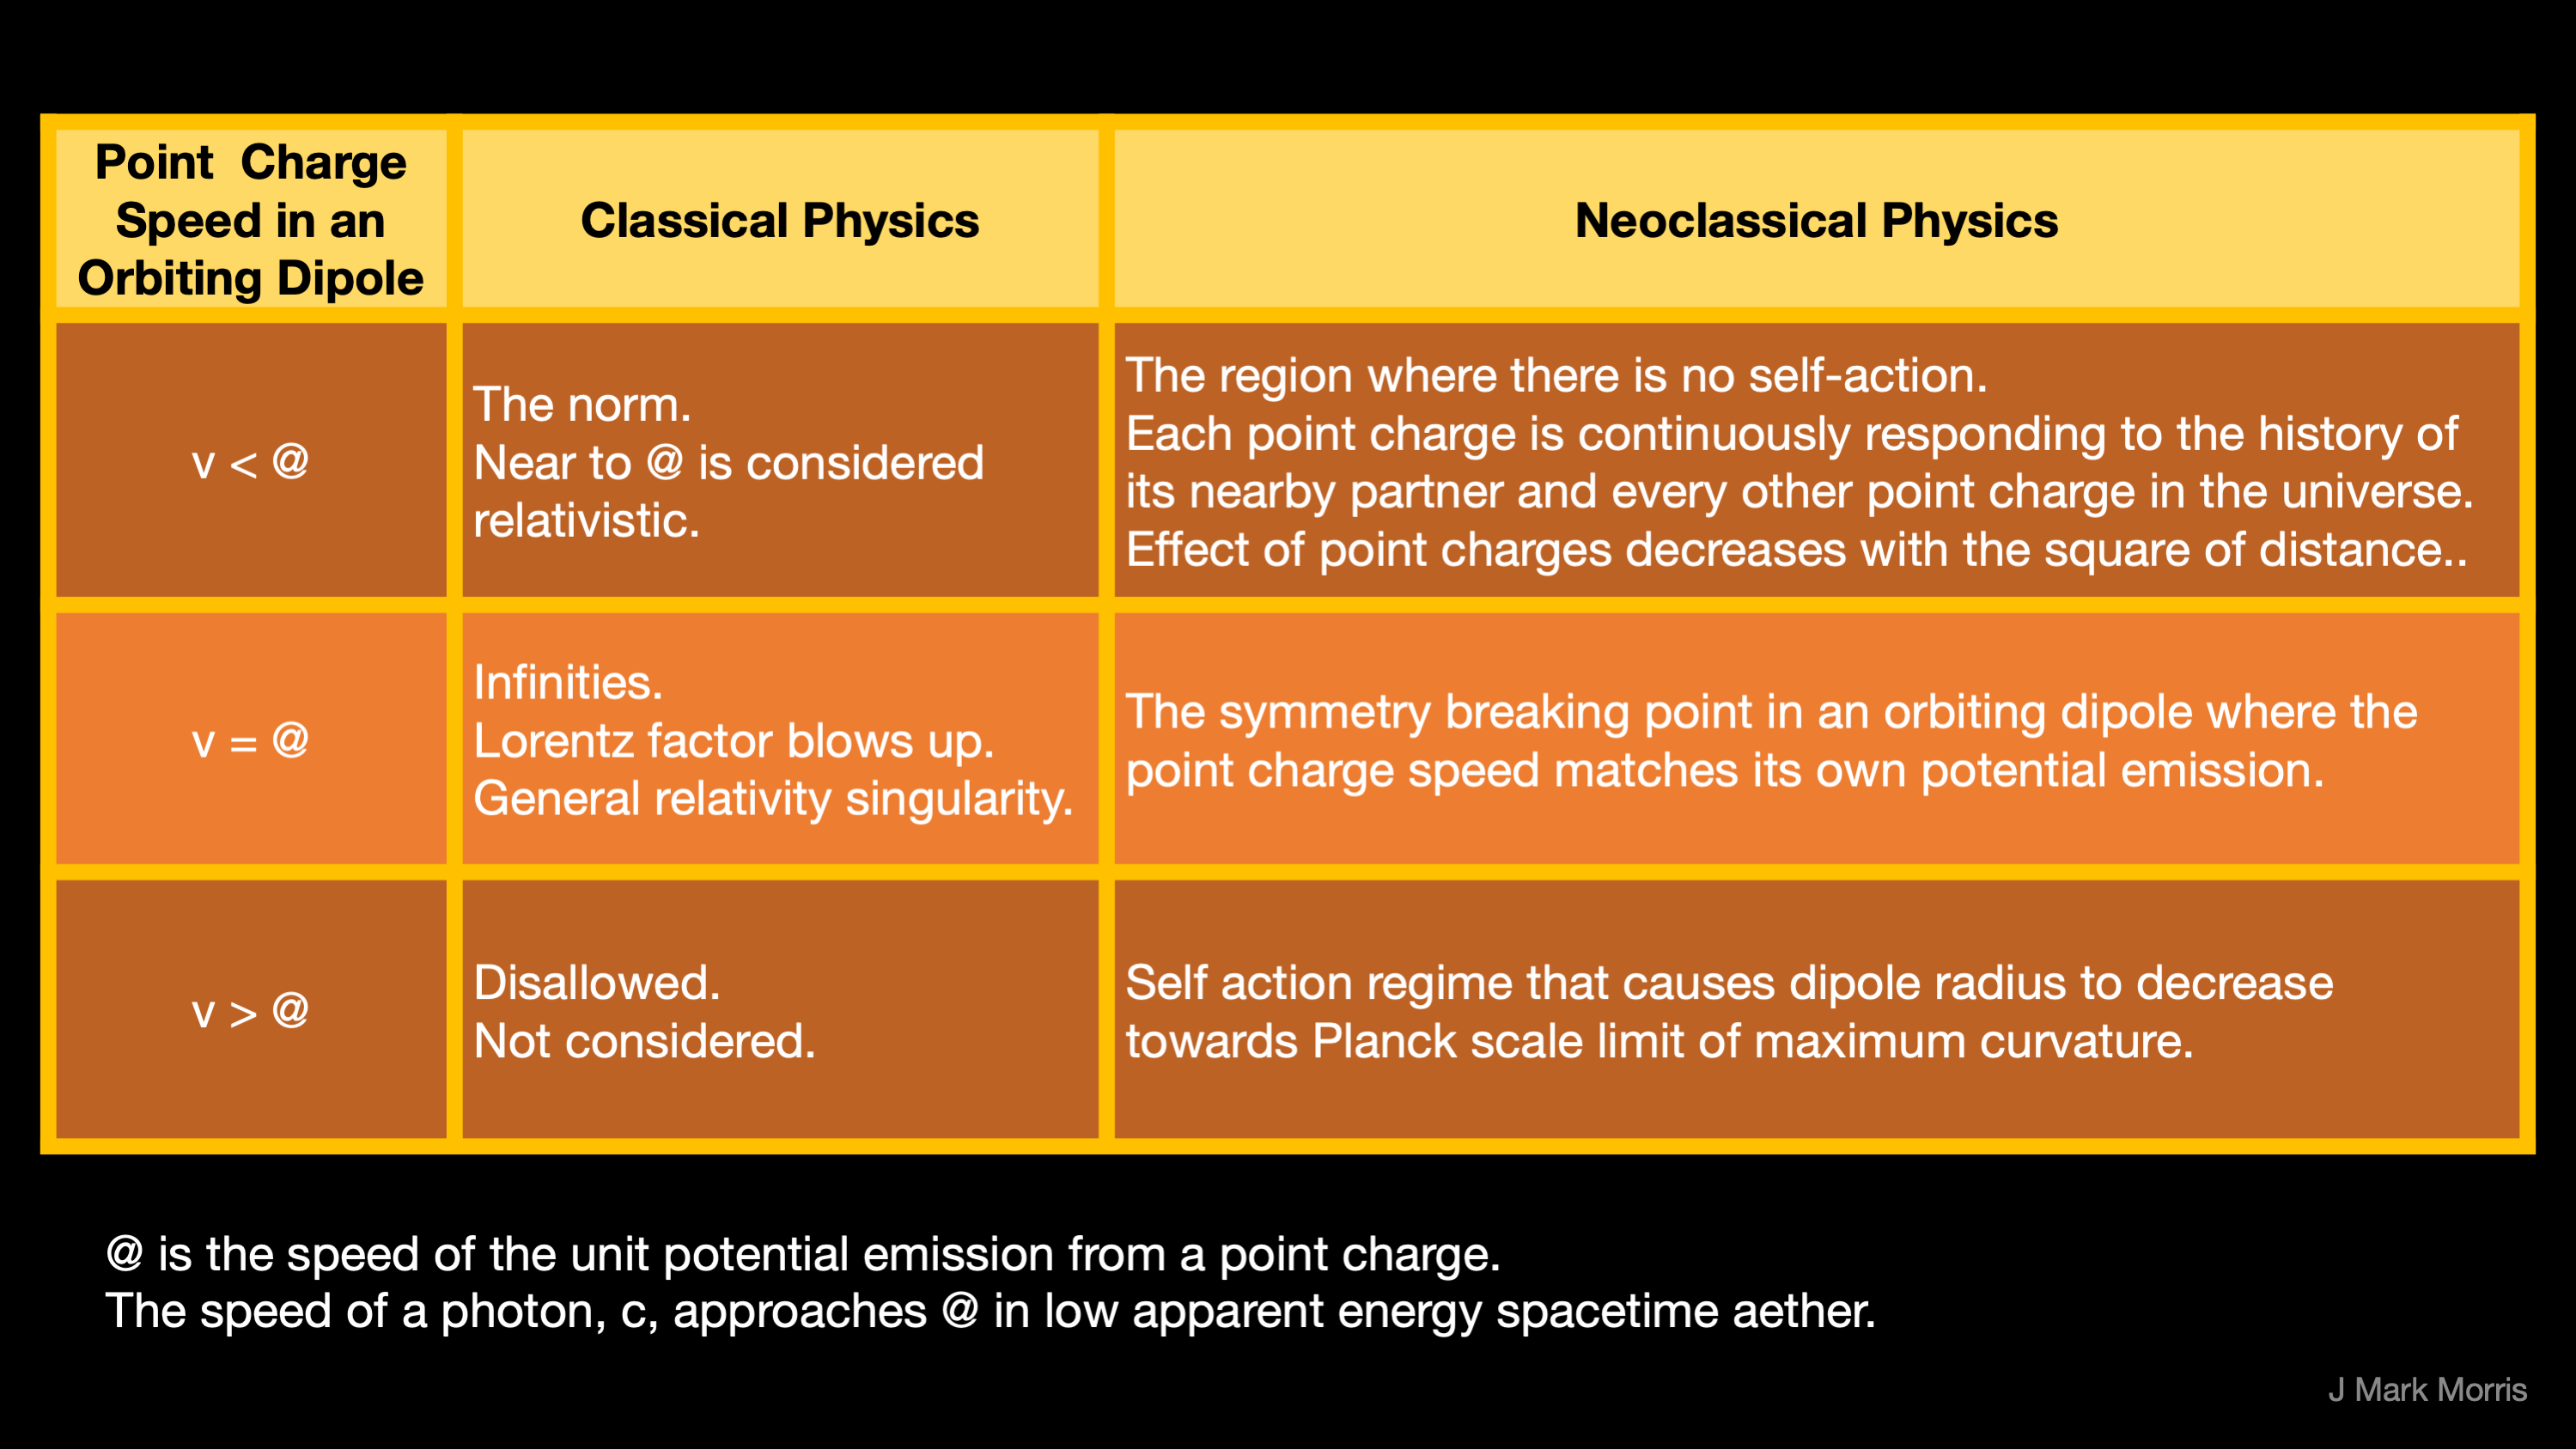 Point Charge
Speed in an
Orbiting Dipole
Classical Physics
Neoclassical Physics
v < @
The norm.
Near to @ is considered
relativistic.
The region where there is no self-action.
Each point charge is continuously responding to the history of
its nearby partner and every other point charge in the universe.
Effect of point charges decreases with the square of distance..
v = @
Infinities.
Lorentz factor blows up.
General relativity singularity.
The symmetry breaking point in an orbiting dipole where the
point charge speed matches its own potential emission.
v > @
Disallowed.
Not considered.
Self action regime that causes dipole radius to decrease
towards Planck scale limit of maximum curvature.
@ is the speed of the unit potential emission from a point charge.
The speed of a photon, c, approaches @ in low apparent energy spacetime aether.
J Mark Morris